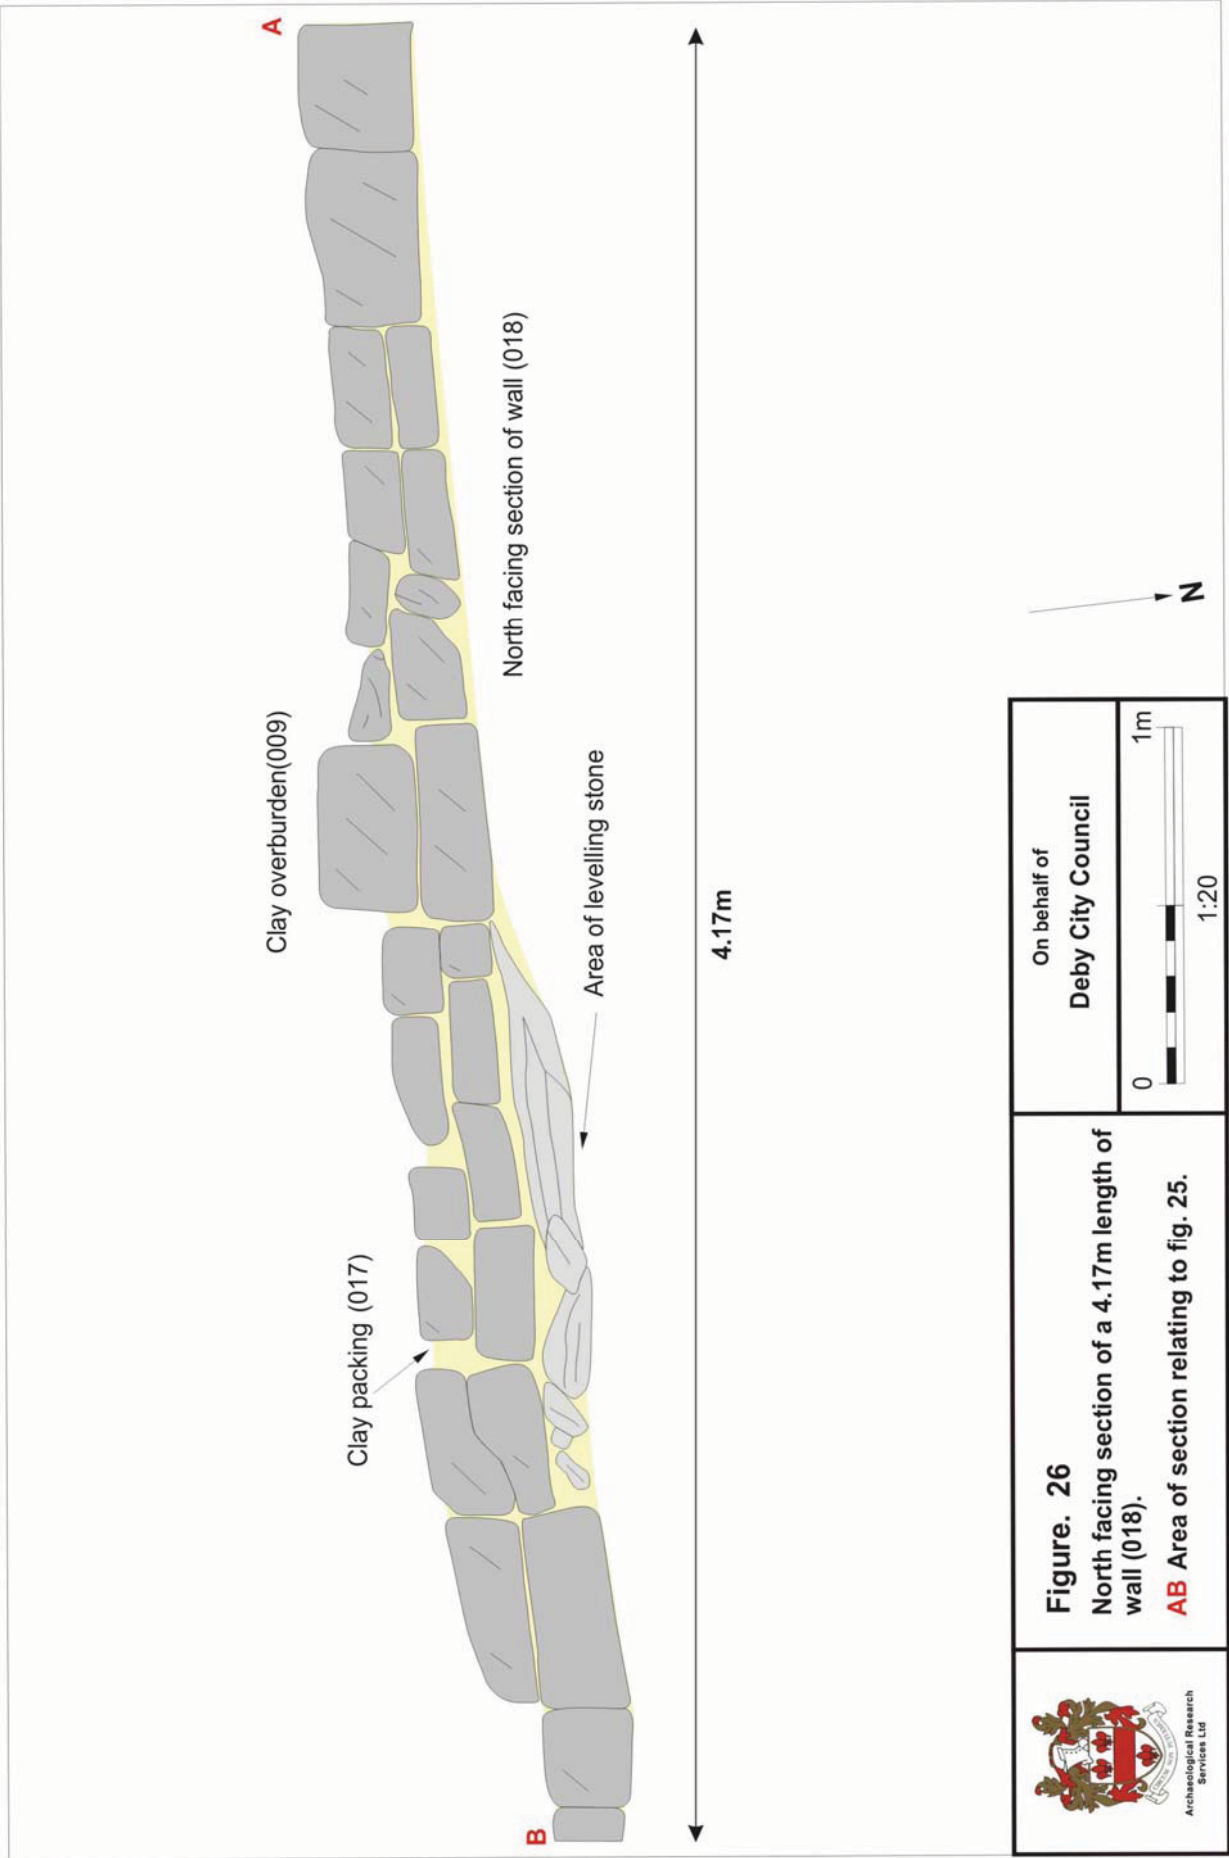 A
Clay overburden(009)
North facing section of wall (018)
Clay packing (017)
Area of levelling stone
B
4.17m
N
Archaeological Research
Services Ltd
Figure. 26
North facing section of a 4.17m length of
wall (018).
AB Area of section relating to fig. 25.
On behalf of
Deby City Council
0
1m
1:20